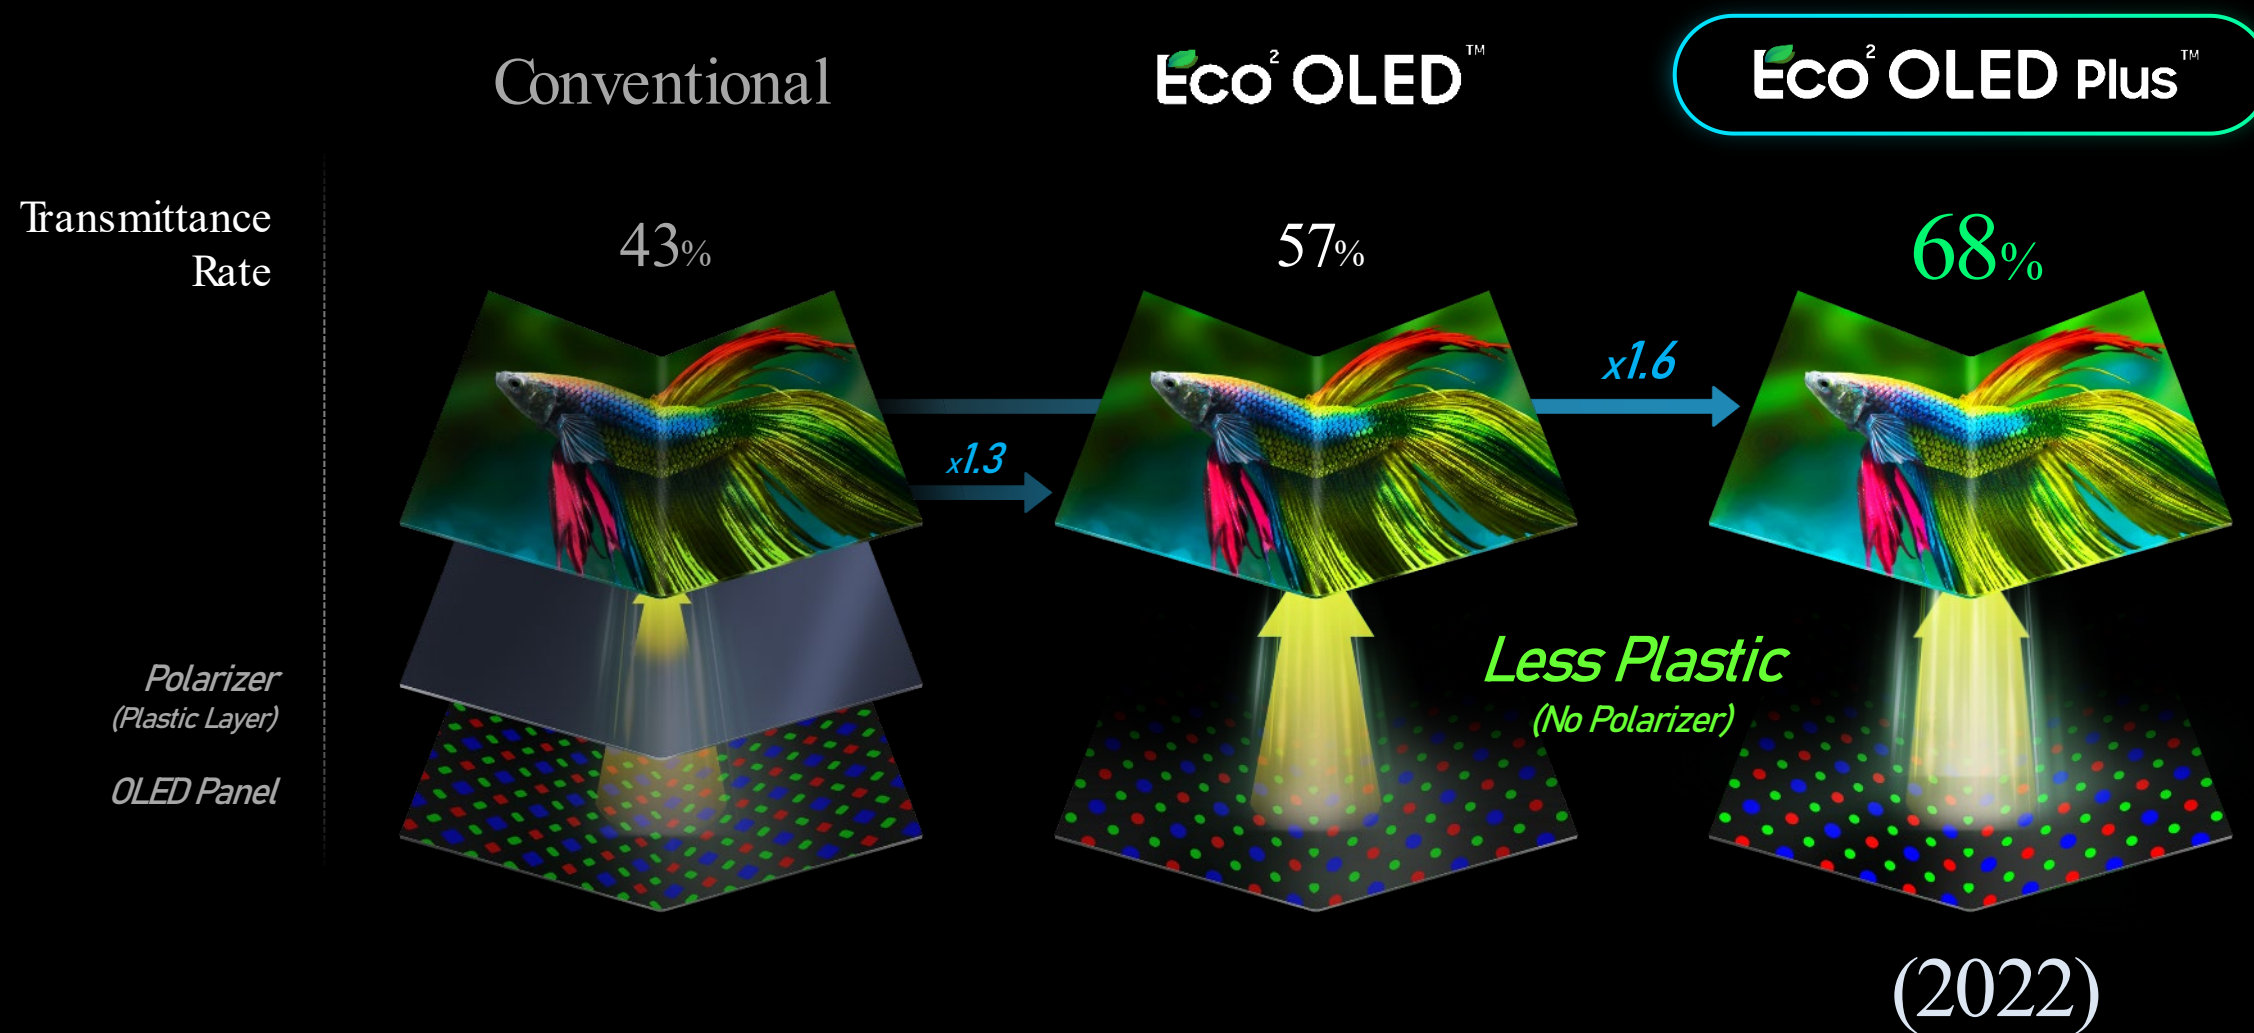 Conventional
Eco² OLED™
Eco² OLED Plus™
Transmittance
Rate
43%
57%
68%
x1.3
x1.6
Polarizer
(Plastic Layer)
OLED Panel
Less Plastic
(No Polarizer)
(2022)